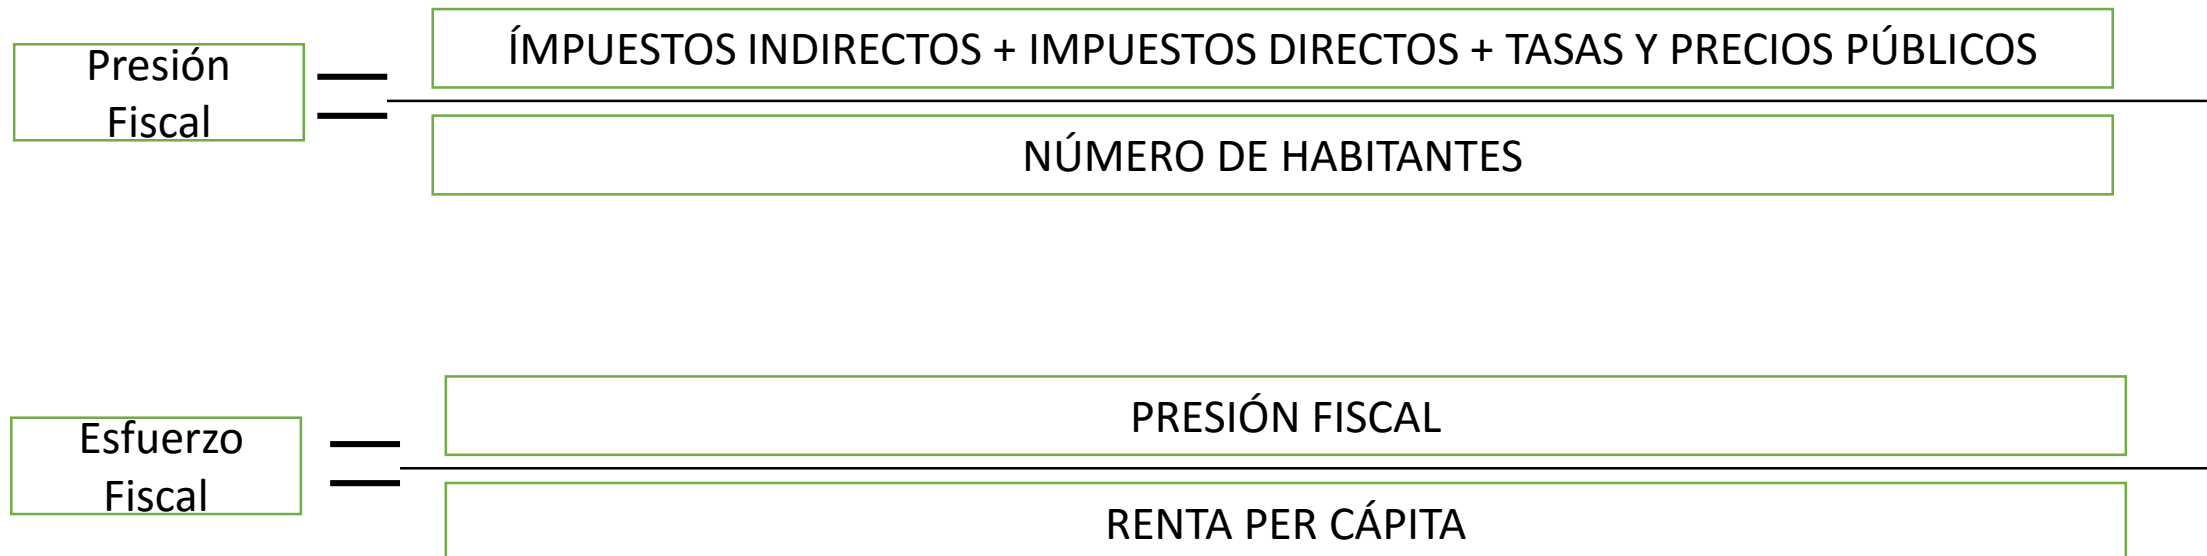 ÍMPUESTOS INDIRECTOS + IMPUESTOS DIRECTOS + TASAS Y PRECIOS PÚBLICOS
Presión
Fiscal
=
NÚMERO DE HABITANTES
PRESIÓN FISCAL
Esfuerzo
Fiscal
=
RENTA PER CÁPITA